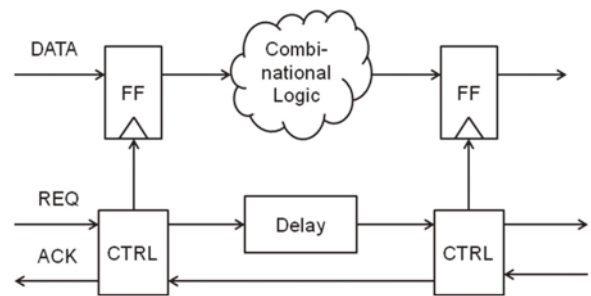 DATA
FF
Combi-
national
Logic
FF
REQ
ACK
CTRL
Delay
CTRL